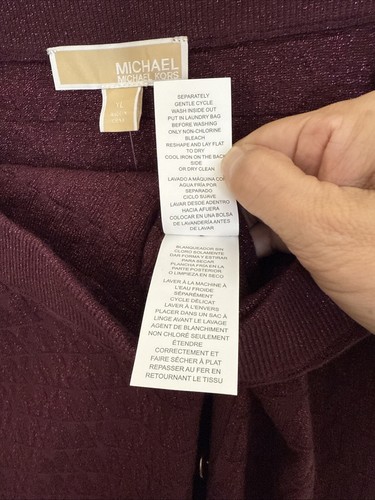 MICHAEL
MICHAEL KORS
SEPARATELY
GENTLE CYCLE
WASH INSIDE OUT
PUT IN LAUNDRY BAG
BEFORE WASHING
ONLY NON-CHLORINE
BLEACH
RESHAPE AND LAY FLAT
TO DRY
COOL IRON ON THE BACK
SIDE
OR DRY CLEAN
LAVADO A MAQUINA CON
AGUA FRÍA POR
SEPARADO
CICLO SUAVE
LAVAR DESDE ADENTRO
HACIA AFUERA
COLOCAR EN UNA BOLSA
DE LAVANDERÍA ANTES
DE LAVAR
BLANQUEADOR SIN
CLORO SOLAMENTE
DAR FORMA Y ESTIRAR
PARA SECAR
PLANCHA FRÍA EN LA
PARTE POSTERIOR
O LIMPIEZA EN SECO
LAVER À LA MACHINE À
L'EAU FROIDE
SÉPARÉMENT
CYCLE DÉLICAT
LAVER À L'ENVERS
PLACER DANS UN SAC À
LINGE AVANT LE LAVAGE
AGENT DE BLANCHIMENT
NON CHLORÉ SEULEMENT
ÉTENDRE
CORRECTEMENT ET
FAIRE SÉCHER À PLAT
REPASSER AU FER EN
RETOURNANT LE TISSU